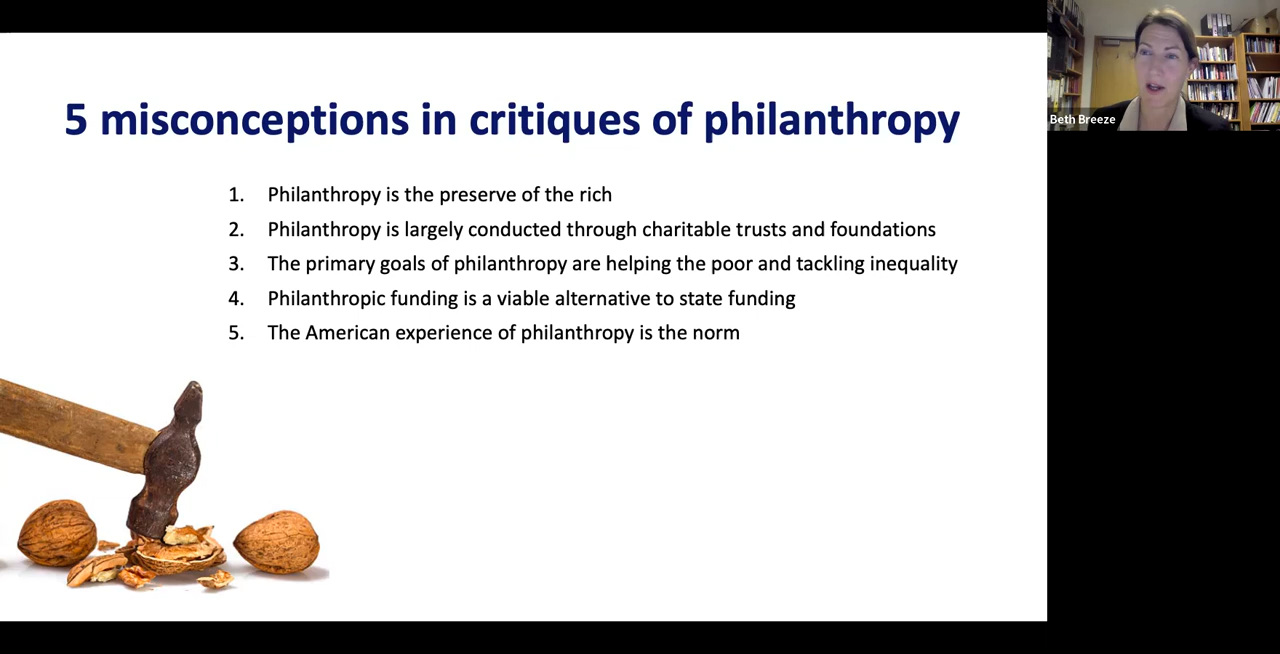 5 misconceptions in critiques of philanthropy
1. Philanthropy is the preserve of the rich
2. Philanthropy is largely conducted through charitable trusts and foundations
3. The primary goals of philanthropy are helping the poor and tackling inequality
4. Philanthropic funding is a viable alternative to state funding
5. The American experience of philanthropy is the norm
Beth Breeze